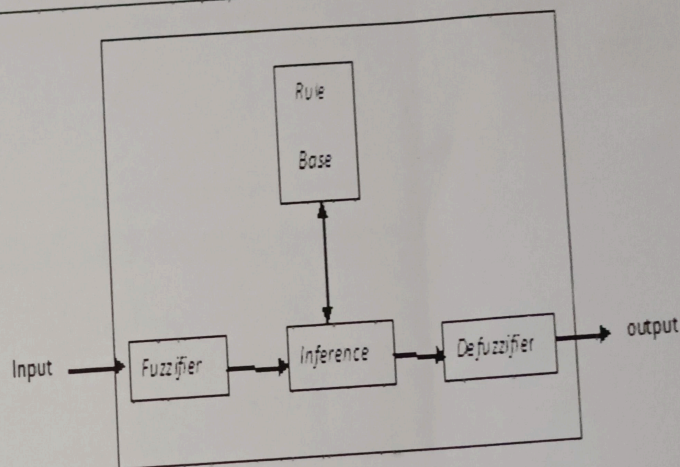 Rule
Base
Input
Fuzzifier
Inference
Defuzzifier
output